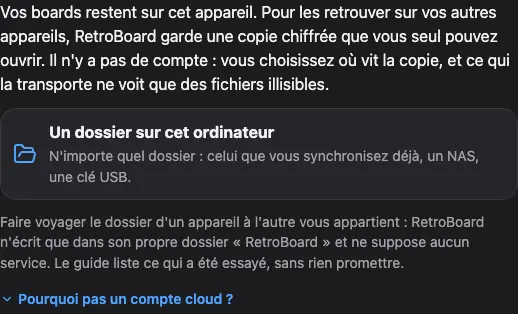 Vos boards restent sur cet appareil. Pour les retrouver sur vos autres
appareils, RetroBoard garde une copie chiffrée que vous seul pouvez
ouvrir. Il n'y a pas de compte : vous choisissez où vit la copie, et ce qui
la transporte ne voit que des fichiers illisibles.
Un dossier sur cet ordinateur
N'importe quel dossier : celui que vous synchronisez déjà, un NAS,
une clé USB.
Faire voyager le dossier d'un appareil à l'autre vous appartient : RetroBoard
n'écrit que dans son propre dossier « RetroBoard » et ne suppose aucun
service. Le guide liste ce qui a été essayé, sans rien promettre.
Pourquoi pas un compte cloud ?